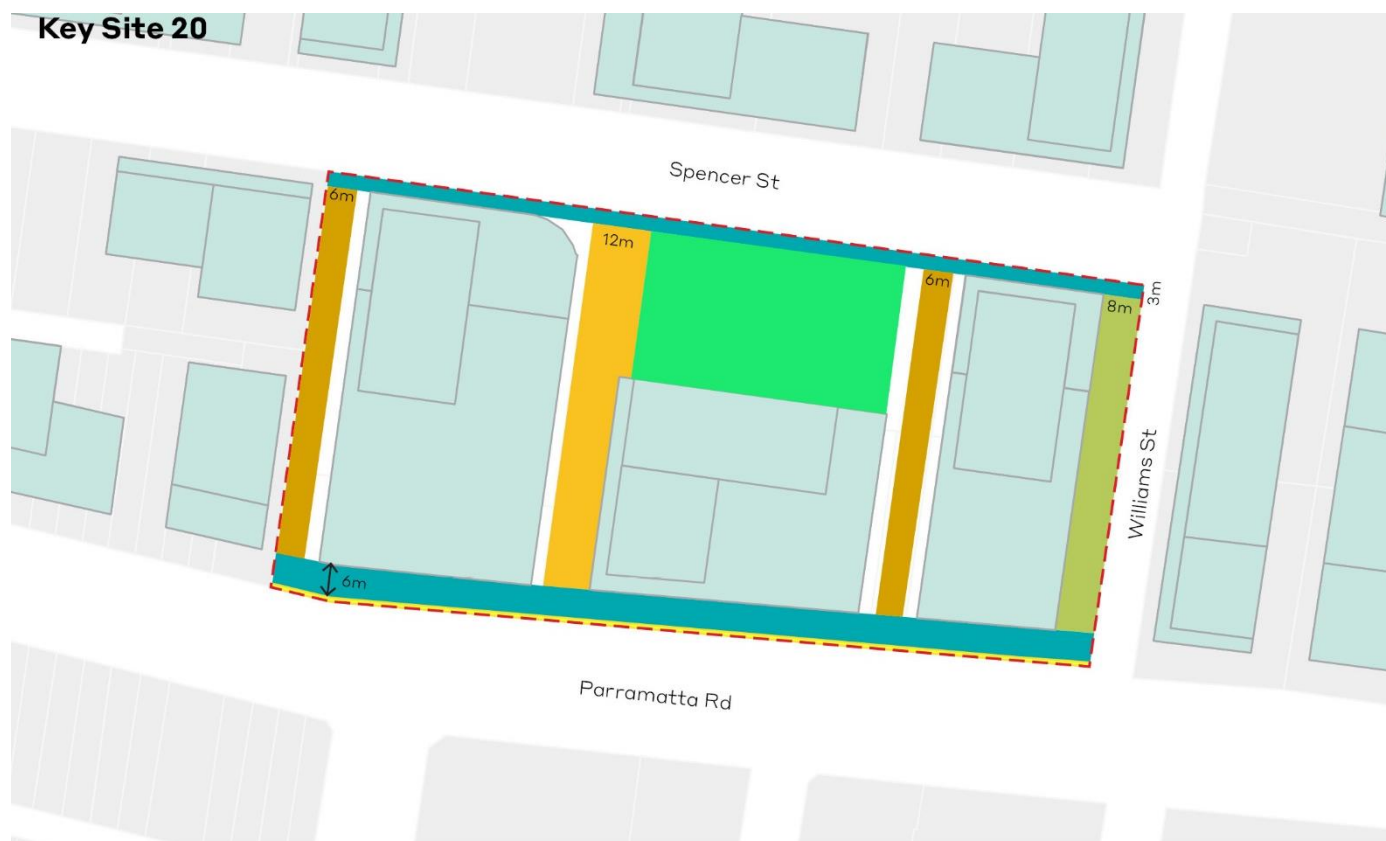 Key Site 20
Spencer St
6m
12m
6m
8m
3m
Williams St
6m
Parramatta Rd